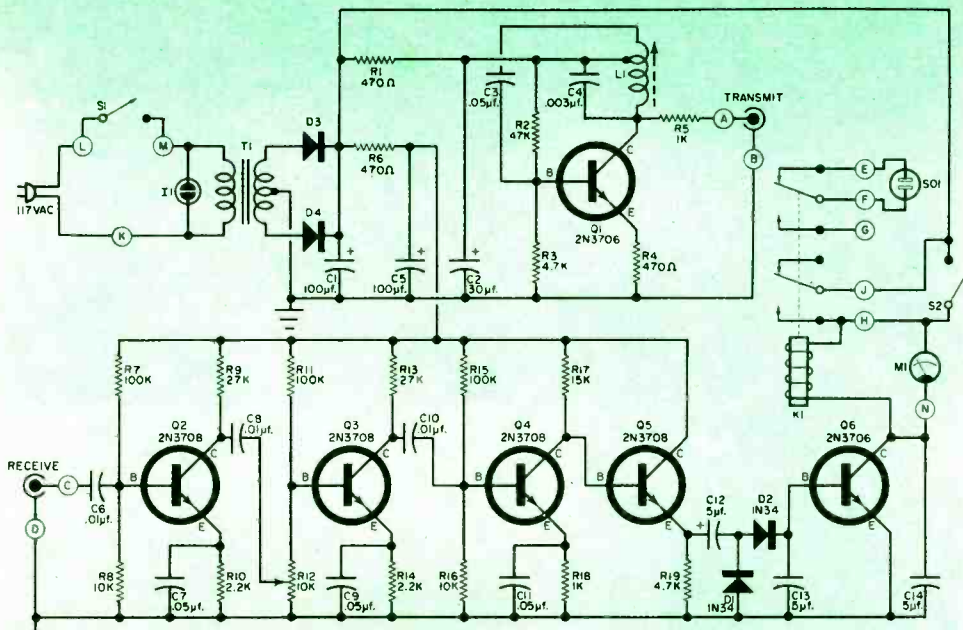 S1
L
M
I1
T1
K
117VAC
D3
D4
R1
470Ω
R6
470Ω
C1
100µf.
+
C5
100µf.
+
C2
30µf.
+
C3
.05µf.
R2
47K
C4
.003µf.
L1
TRANSMIT
R5
1K
A
B
B
C
E
Q1
2N3706
R3
4.7K
R4
470Ω
E
F
G
SO1
J
H
S2
K1
M1
N
R7
100K
R9
27K
R11
100K
R13
27K
R15
100K
R17
15K
RECEIVE
C
D
C6
.01µf.
Q2
2N3708
B
C
E
C8
.01µf.
Q3
2N3708
B
C
E
C10
.01µf.
Q4
2N3708
B
C
E
Q5
2N3708
B
C
E
C12
5µf.
+
D2
1N34
D1
1N34
Q6
2N3706
B
C
E
R8
10K
C7
.05µf.
R10
2.2K
R12
10K
C9
.05µf.
R14
2.2K
R16
10K
C11
.05µf.
R18
1K
R19
4.7K
C13
5µf.
C14
5µf.